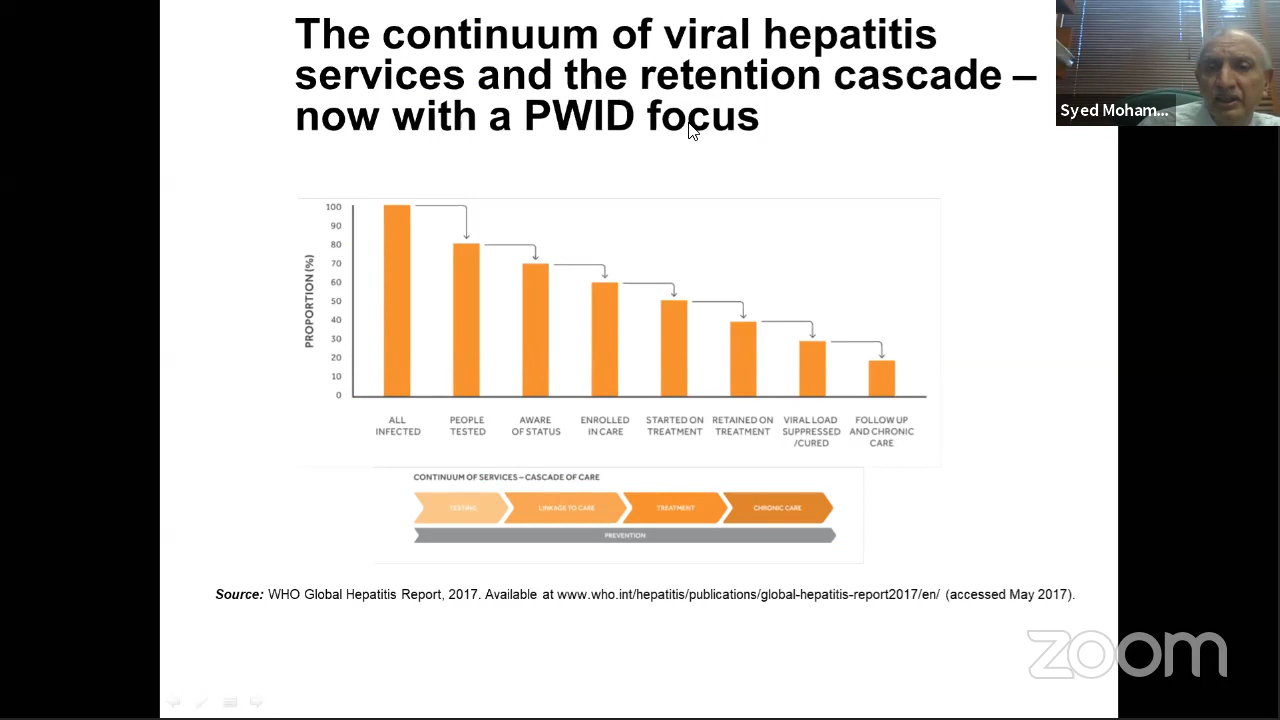 The continuum of viral hepatitis
services and the retention cascade –
now with a PWID focus
Syed Moham...
PROPORTION (%)
100
90
80
70
60
50
40
30
20
10
0
ALL
INFECTED
PEOPLE
TESTED
AWARE
OF STATUS
ENROLLED
IN CARE
STARTED ON
TREATMENT
RETAINED ON
TREATMENT
VIRAL LOAD
SUPPRESSED
/CURED
FOLLOW UP
AND CHRONIC
CARE
CONTINUUM OF SERVICES – CASCADE OF CARE
TESTING
LINKAGE TO CARE
TREATMENT
CHRONIC CARE
PREVENTION
Source: WHO Global Hepatitis Report, 2017. Available at www.who.int/hepatitis/publications/global-hepatitis-report2017/en/ (accessed May 2017).
zoom